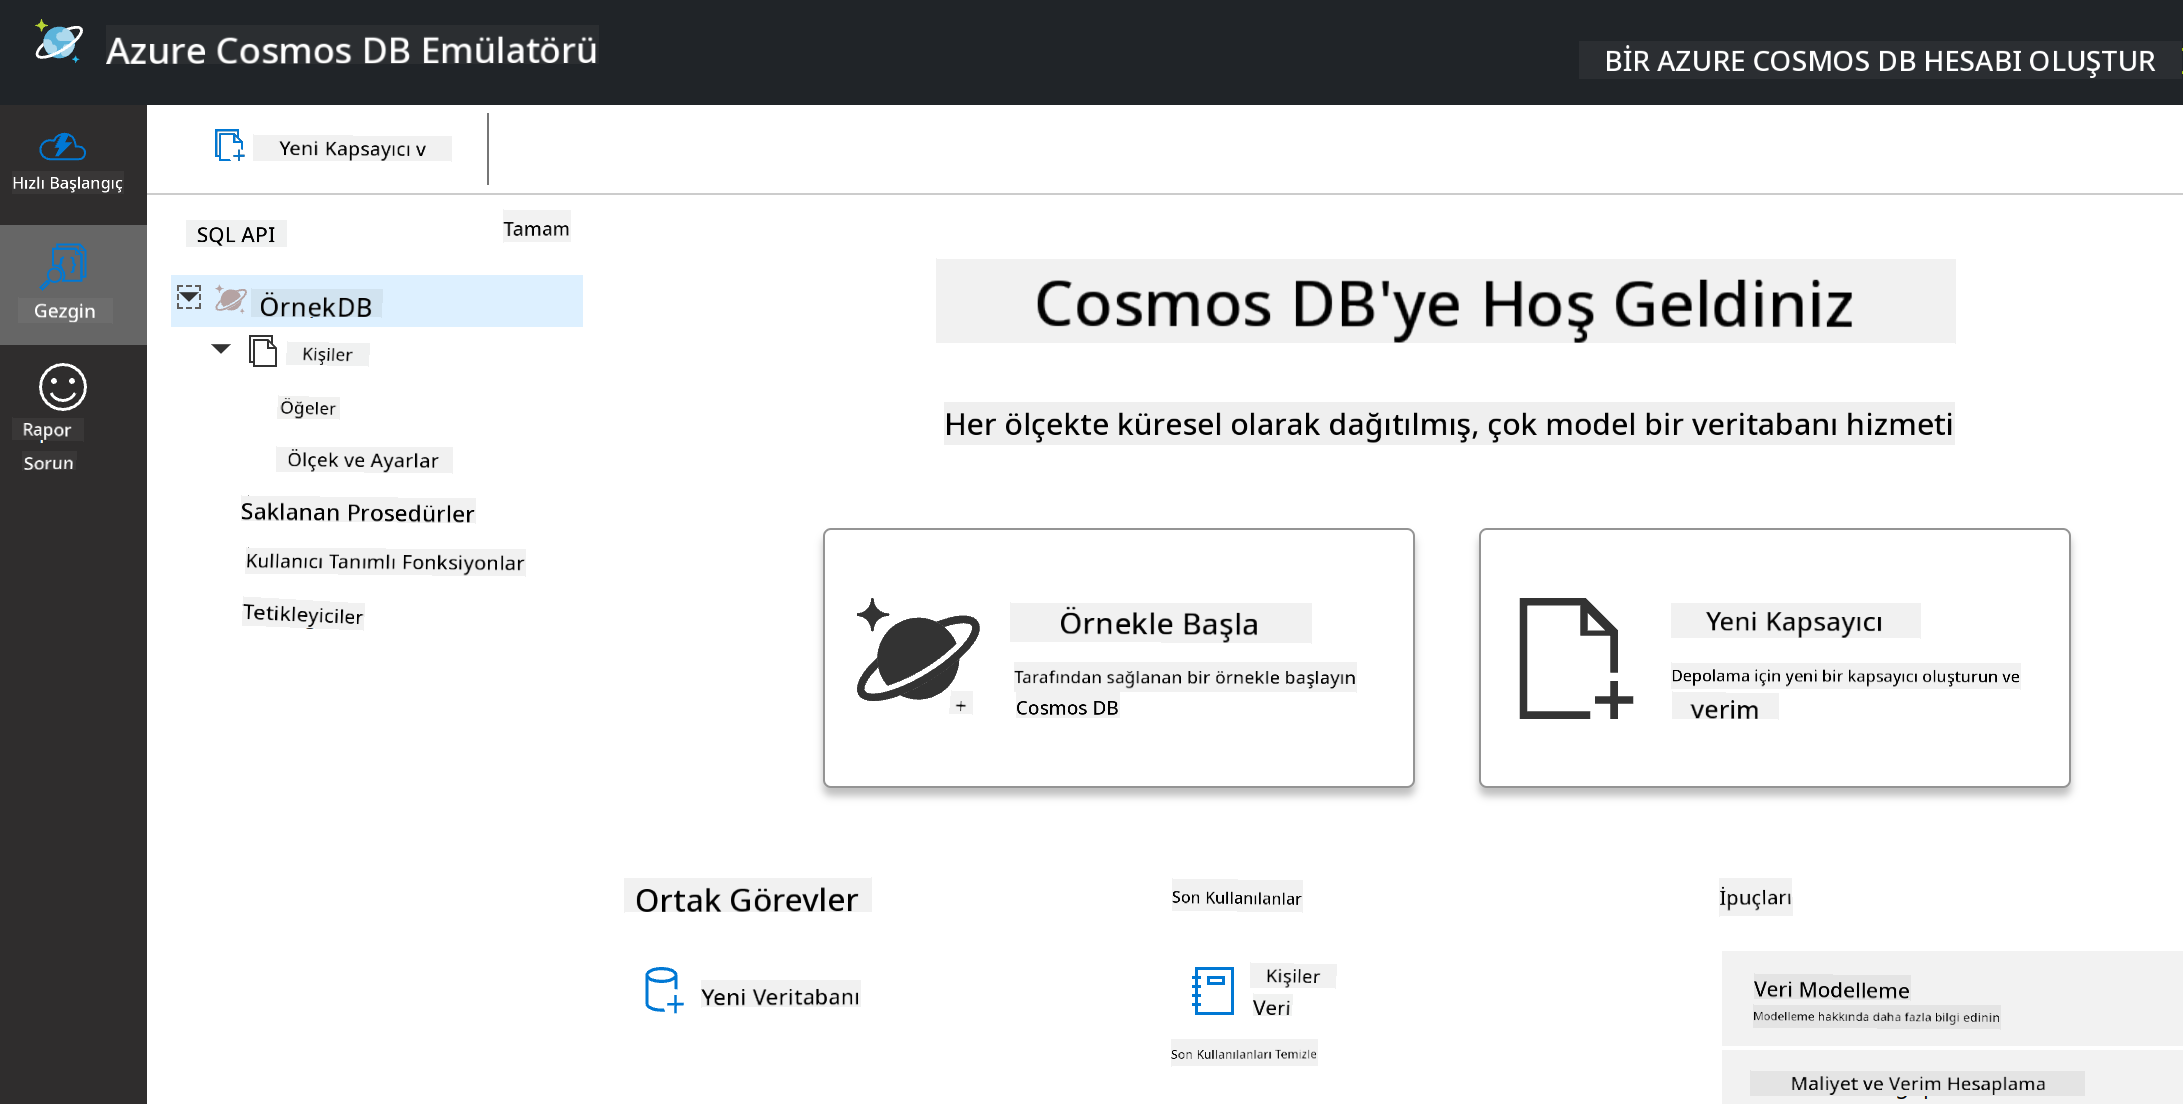 Azure Cosmos DB Emülatörü
BİR AZURE COSMOS DB HESABI OLUŞTUR
Hızlı Başlangıç
Gezgin
Rapor
Sorun
Yeni Kapsayıcı v
SQL API
Tamam
ÖrnekDB
Kişiler
Öğeler
Ölçek ve Ayarlar
Saklanan Prosedürler
Kullanıcı Tanımlı Fonksiyonlar
Tetikleyiciler
Cosmos DB'ye Hoş Geldiniz
Her ölçekte küresel olarak dağıtılmış, çok model bir veritabanı hizmeti
Örnekle Başla
Tarafından sağlanan bir örnekle başlayın
Cosmos DB
+
Yeni Kapsayıcı
Depolama için yeni bir kapsayıcı oluşturun ve
verim
Ortak Görevler
Yeni Veritabanı
Son Kullanılanlar
Kişiler
Veri
Son Kullanılanları Temizle
İpuçları
Veri Modelleme
Modelleme hakkında daha fazla bilgi edinin
Maliyet ve Verim Hesaplama